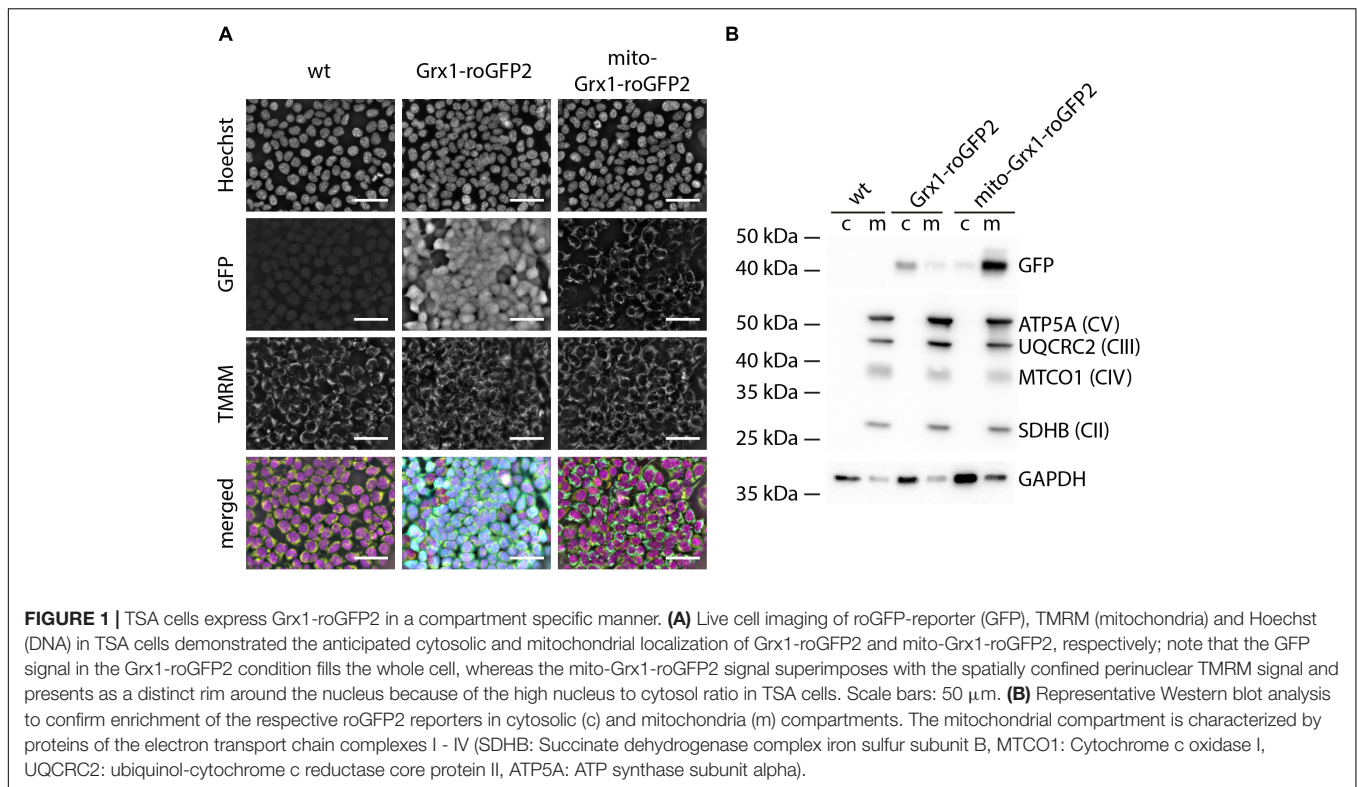 A
B
wt
Grx1-roGFP2
mito-
Grx1-roGFP2
Hoechst
GFP
TMRM
merged
wt
Grx1-roGFP2
mito-Grx1-roGFP2
c m c m c m
50 kDa
40 kDa
GFP
50 kDa
40 kDa
35 kDa
25 kDa
ATP5A (CV)
UQCRC2 (CIII)
MTCO1 (CIV)
SDHB (CII)
35 kDa
GAPDH
FIGURE 1 | TSA cells express Grx1-roGFP2 in a compartment specific manner. (A) Live cell imaging of roGFP-reporter (GFP), TMRM (mitochondria) and Hoechst
(DNA) in TSA cells demonstrated the anticipated cytosolic and mitochondrial localization of Grx1-roGFP2 and mito-Grx1-roGFP2, respectively; note that the GFP
signal in the Grx1-roGFP2 condition fills the whole cell, whereas the mito-Grx1-roGFP2 signal superimposes with the spatially confined perinuclear TMRM signal and
presents as a distinct rim around the nucleus because of the high nucleus to cytosol ratio in TSA cells. Scale bars: 50 μm. (B) Representative Western blot analysis
to confirm enrichment of the respective roGFP2 reporters in cytosolic (c) and mitochondria (m) compartments. The mitochondrial compartment is characterized by
proteins of the electron transport chain complexes I - IV (SDHB: Succinate dehydrogenase complex iron sulfur subunit B, MTCO1: Cytochrome c oxidase I,
UQCRC2: ubiquinol-cytochrome c reductase core protein II, ATP5A: ATP synthase subunit alpha).